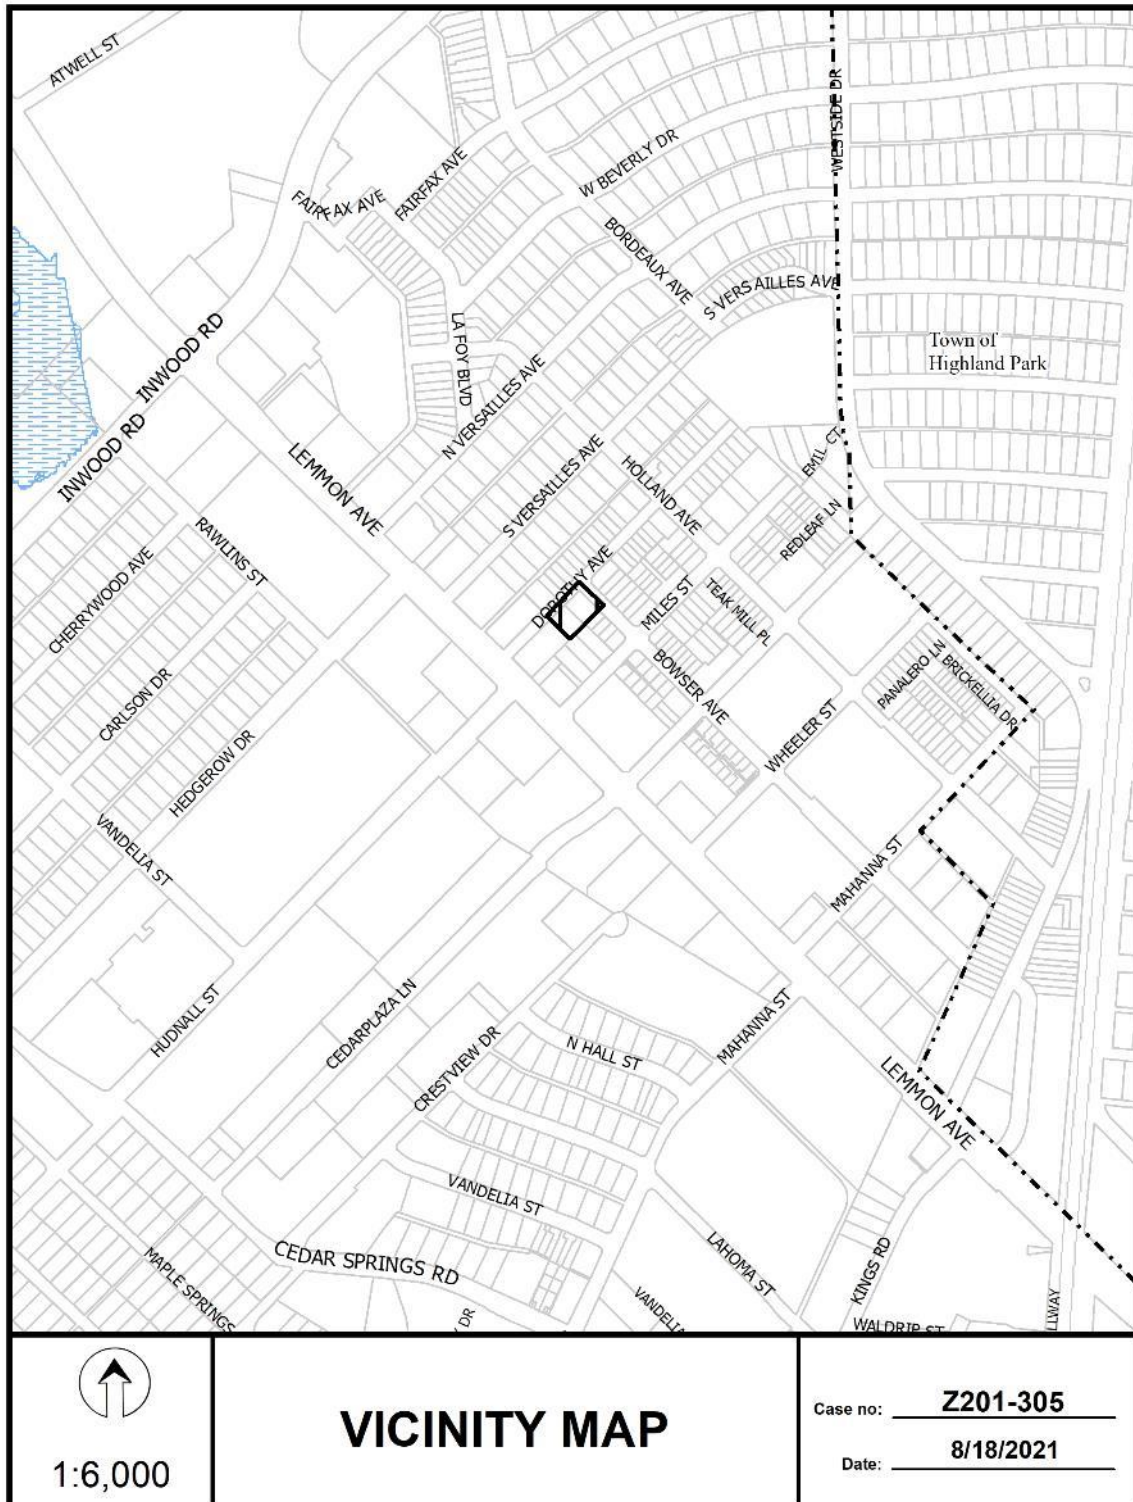 ATWELL ST
WESTSIDE DR
W BEVERLY DR
FAIRFAX AVE
FAIRFAX AVE
BORDEAUX AVE
S VERSAILLES AVE
INWOOD RD
LA FOY BLVD
Town of
Highland Park
N VERSAILLES AVE
INWOOD RD
LEMMON AVE
S VERSAILLES AVE
HOLLAND AVE
EMIL CT
REDLEAF LN
RAWLINS ST
CHERRYWOOD AVE
DOROTHY AVE
MILES ST
TEAK MILL PL
CARLSON DR
BOWSER AVE
PANALERO LN
BRICKELLIA DR
WHEELER ST
HEDGEROW DR
VANDELIA ST
MAHANNA ST
HUDNALL ST
CEDARPLAZA LN
CRESTVIEW DR
N HALL ST
MAHANNA ST
LEMMON AVE
VANDELIA ST
CEDAR SPRINGS RD
MAPLE SPRINGS
LAHOMA ST
KINGS RD
VANDELIA
DR
WALDRIP ST
LLWAY
1:6,000
VICINITY MAP
Case no: Z201-305
Date: 8/18/2021